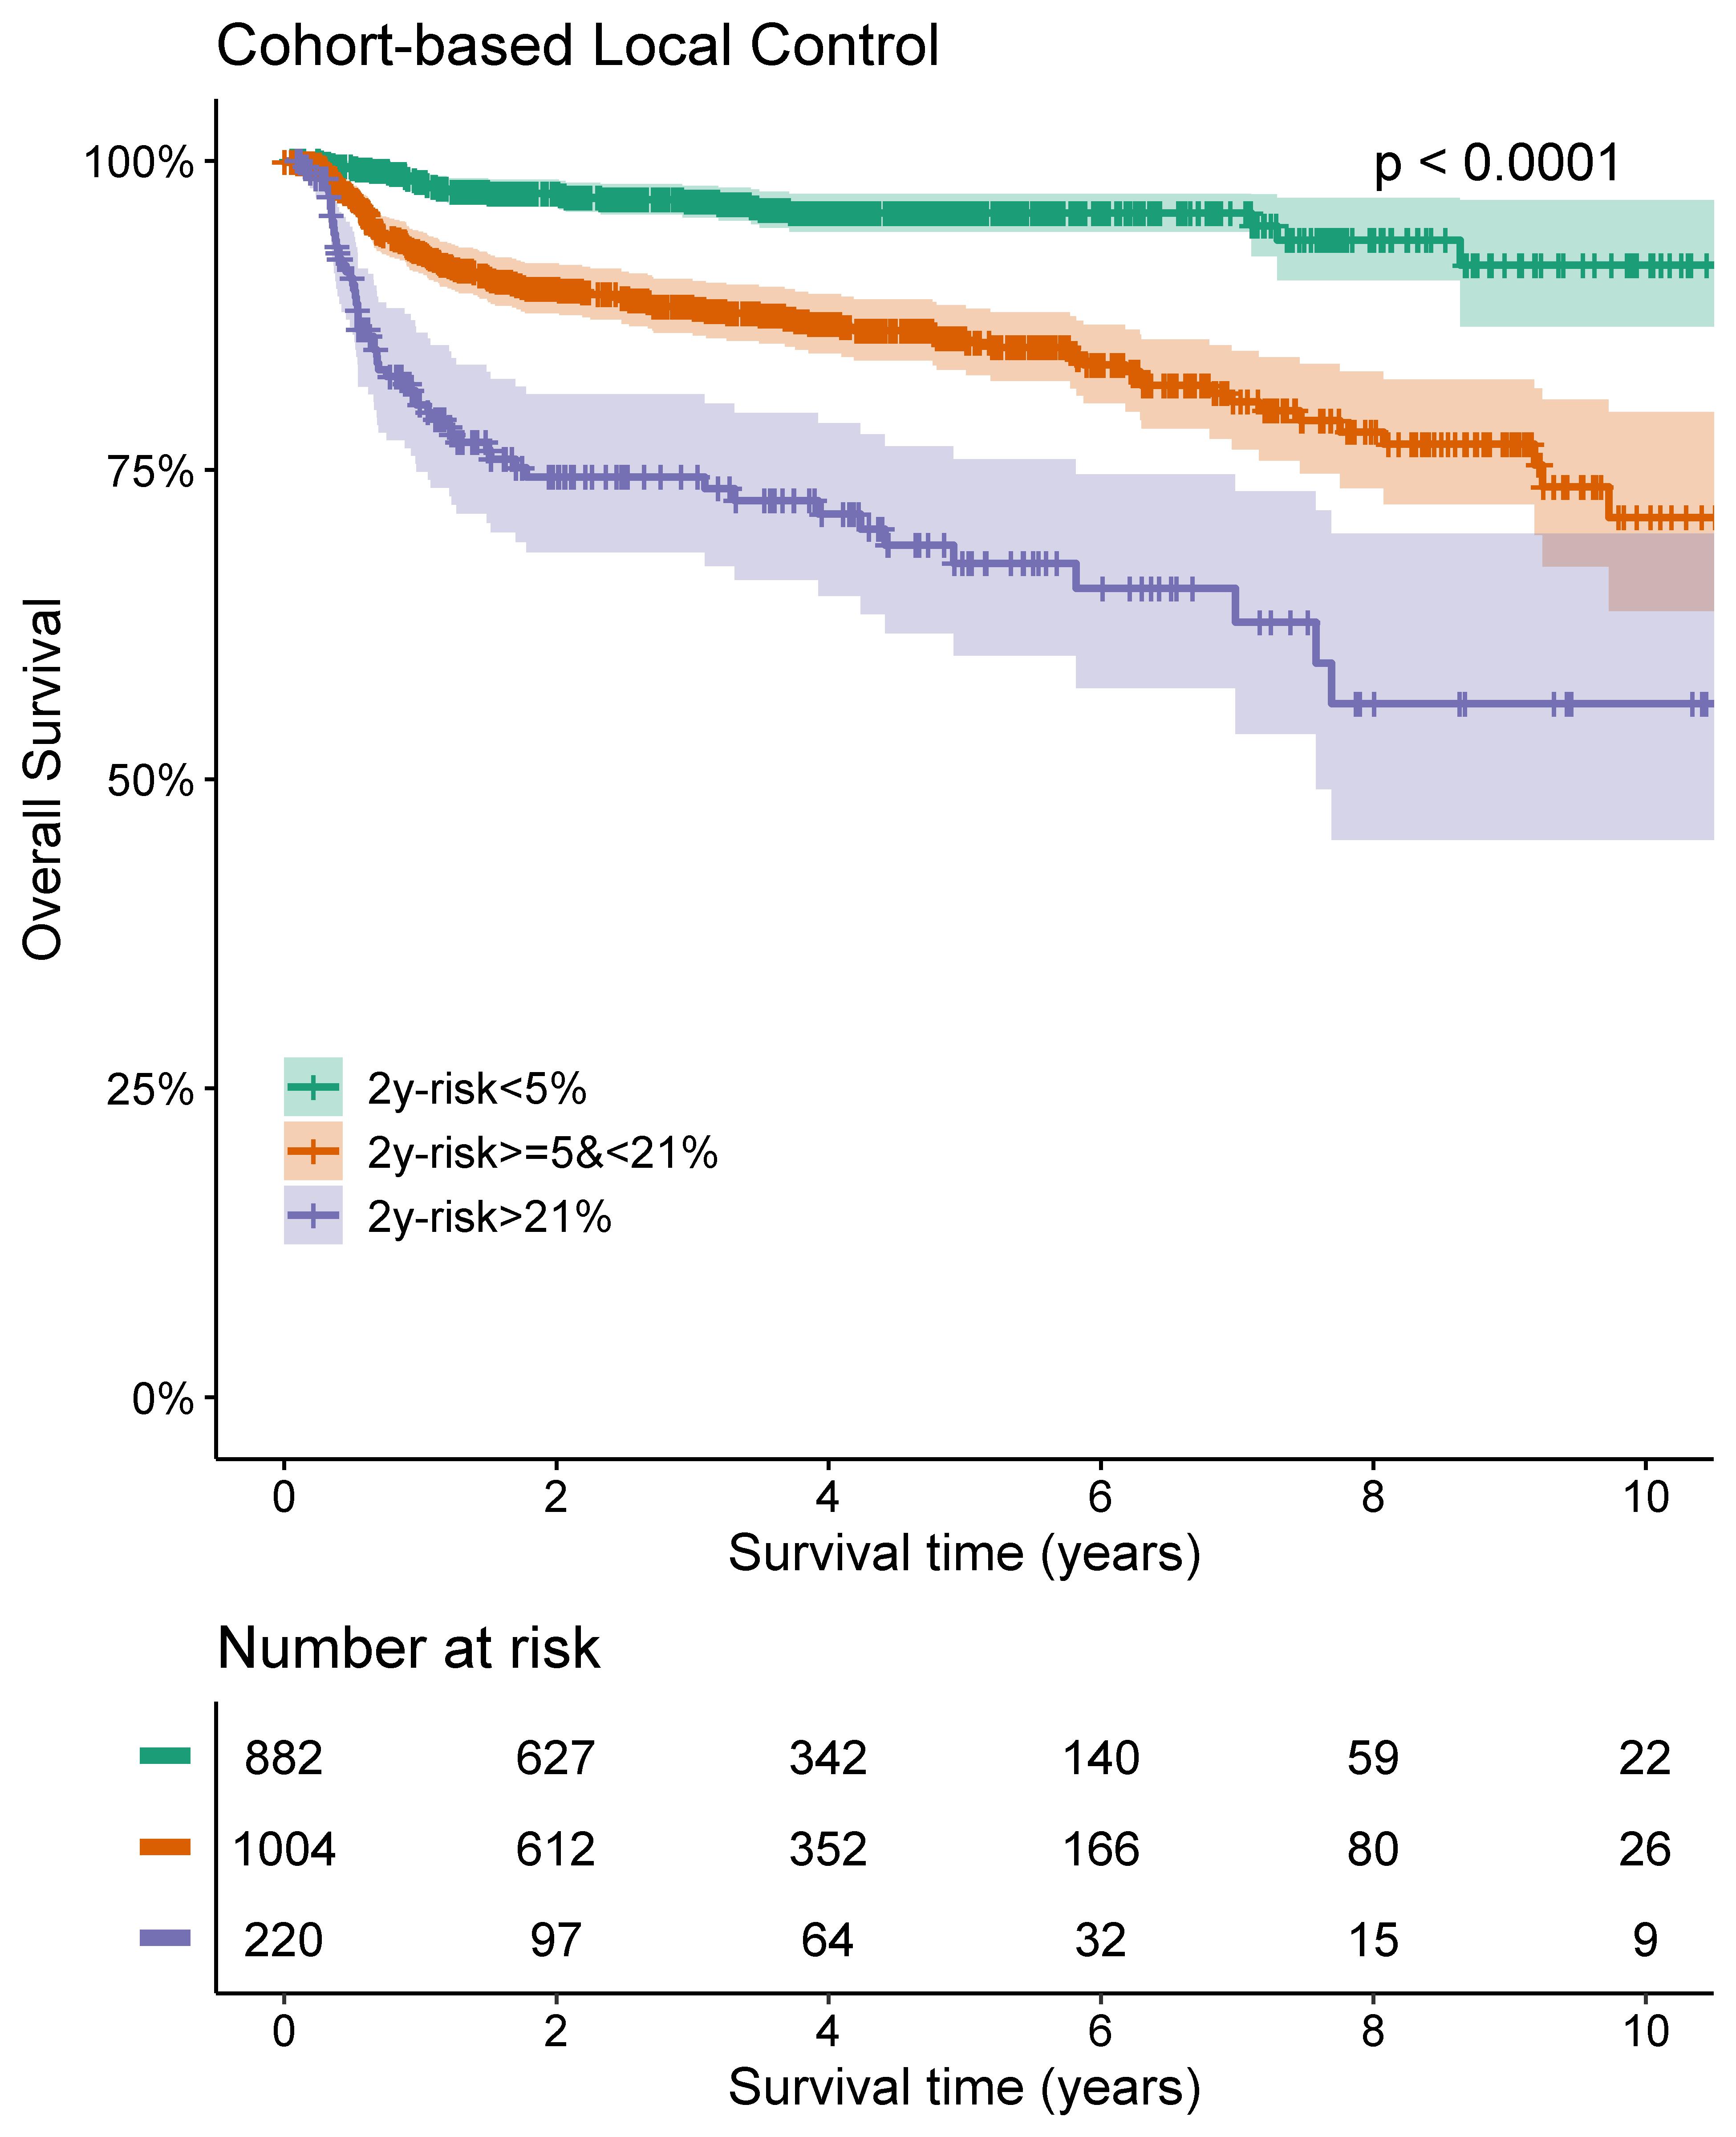 Cohort-based Local Control
100%
75%
50%
25%
0%
Overall Survival
p < 0.0001
2y-risk<5%
2y-risk>=5&<21%
2y-risk>21%
0 2 4 6 8 10
Survival time (years)
Number at risk
882 627 342 140 59 22
1004 612 352 166 80 26
220 97 64 32 15 9
0 2 4 6 8 10
Survival time (years)